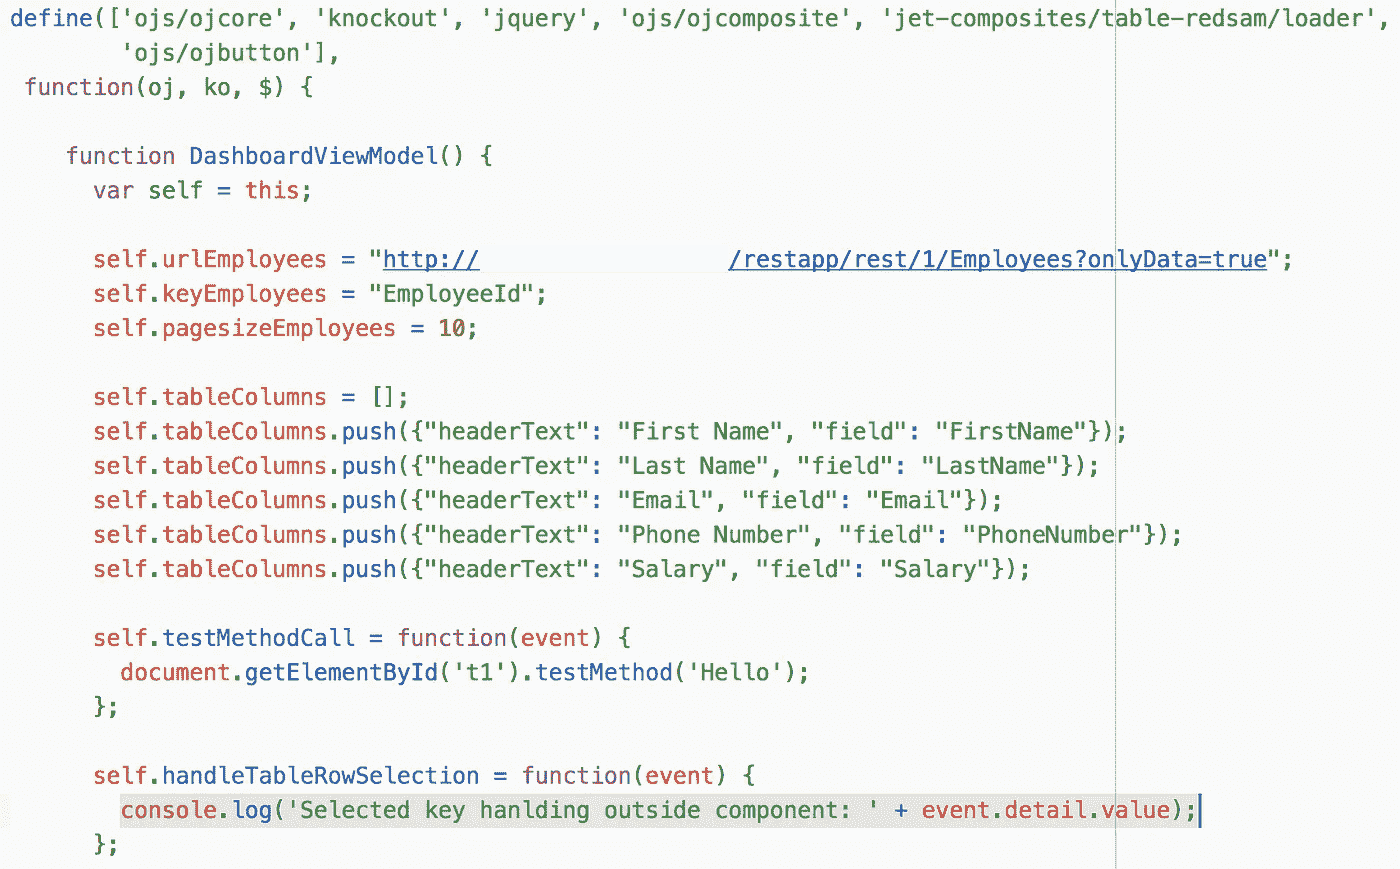 define(['ojs/ojcore', 'knockout', 'jquery', 'ojs/ojcomposite', 'jet-composites/table-redsam/loader',
'ojs/ojbutton'],
function(oj, ko, $) {
function DashboardViewModel() {
var self = this;
self.urlEmployees = "http:// /restapp/rest/1/Employees?onlyData=true";
self.keyEmployees = "EmployeeId";
self.pagesizeEmployees = 10;
self.tableColumns = [];
self.tableColumns.push({"headerText": "First Name", "field": "FirstName"});
self.tableColumns.push({"headerText": "Last Name", "field": "LastName"});
self.tableColumns.push({"headerText": "Email", "field": "Email"});
self.tableColumns.push({"headerText": "Phone Number", "field": "PhoneNumber"});
self.tableColumns.push({"headerText": "Salary", "field": "Salary"});
self.testMethodCall = function(event) {
document.getElementById('t1').testMethod('Hello');
};
self.handleTableRowSelection = function(event) {
console.log('Selected key hanlding outside component: ' + event.detail.value);
};